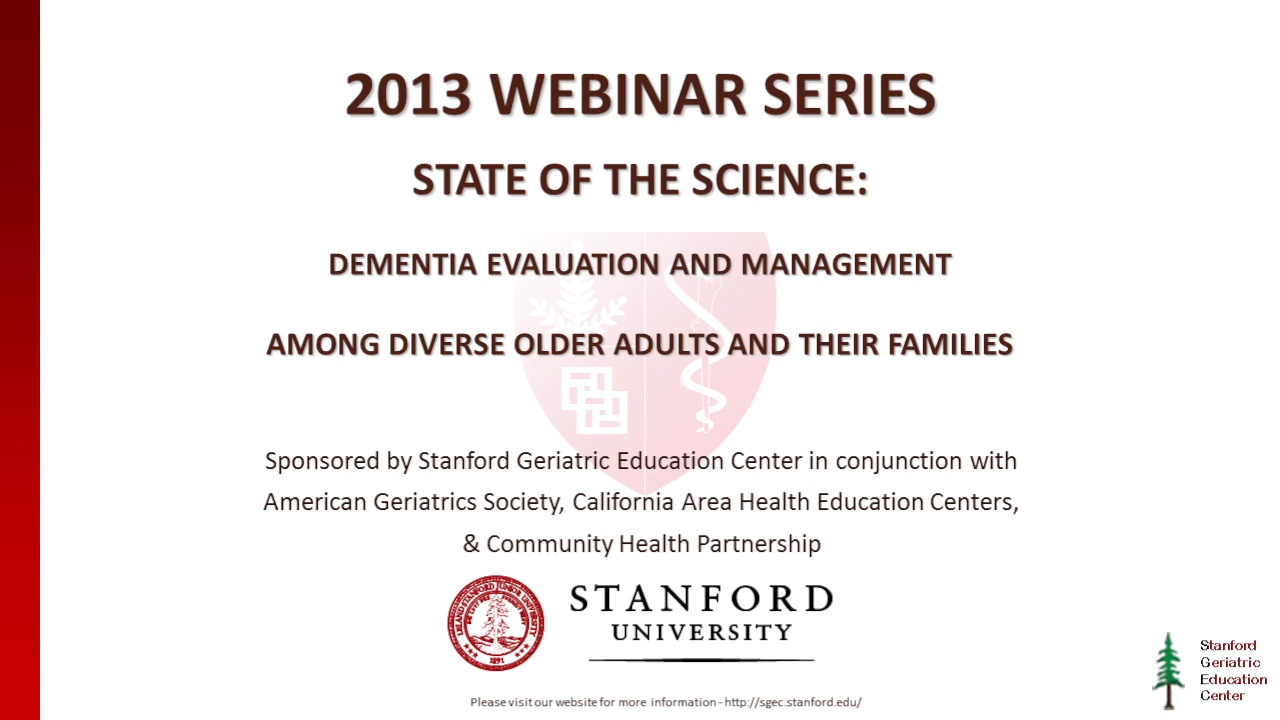 2013 WEBINAR SERIES
STATE OF THE SCIENCE:
DEMENTIA EVALUATION AND MANAGEMENT
AMONG DIVERSE OLDER ADULTS AND THEIR FAMILIES
Sponsored by Stanford Geriatric Education Center in conjunction with
American Geriatrics Society, California Area Health Education Centers,
& Community Health Partnership
1891
STANFORD
UNIVERSITY
Stanford
Geriatric
Education
Center
Please visit our website for more information - http://sgec.stanford.edu/